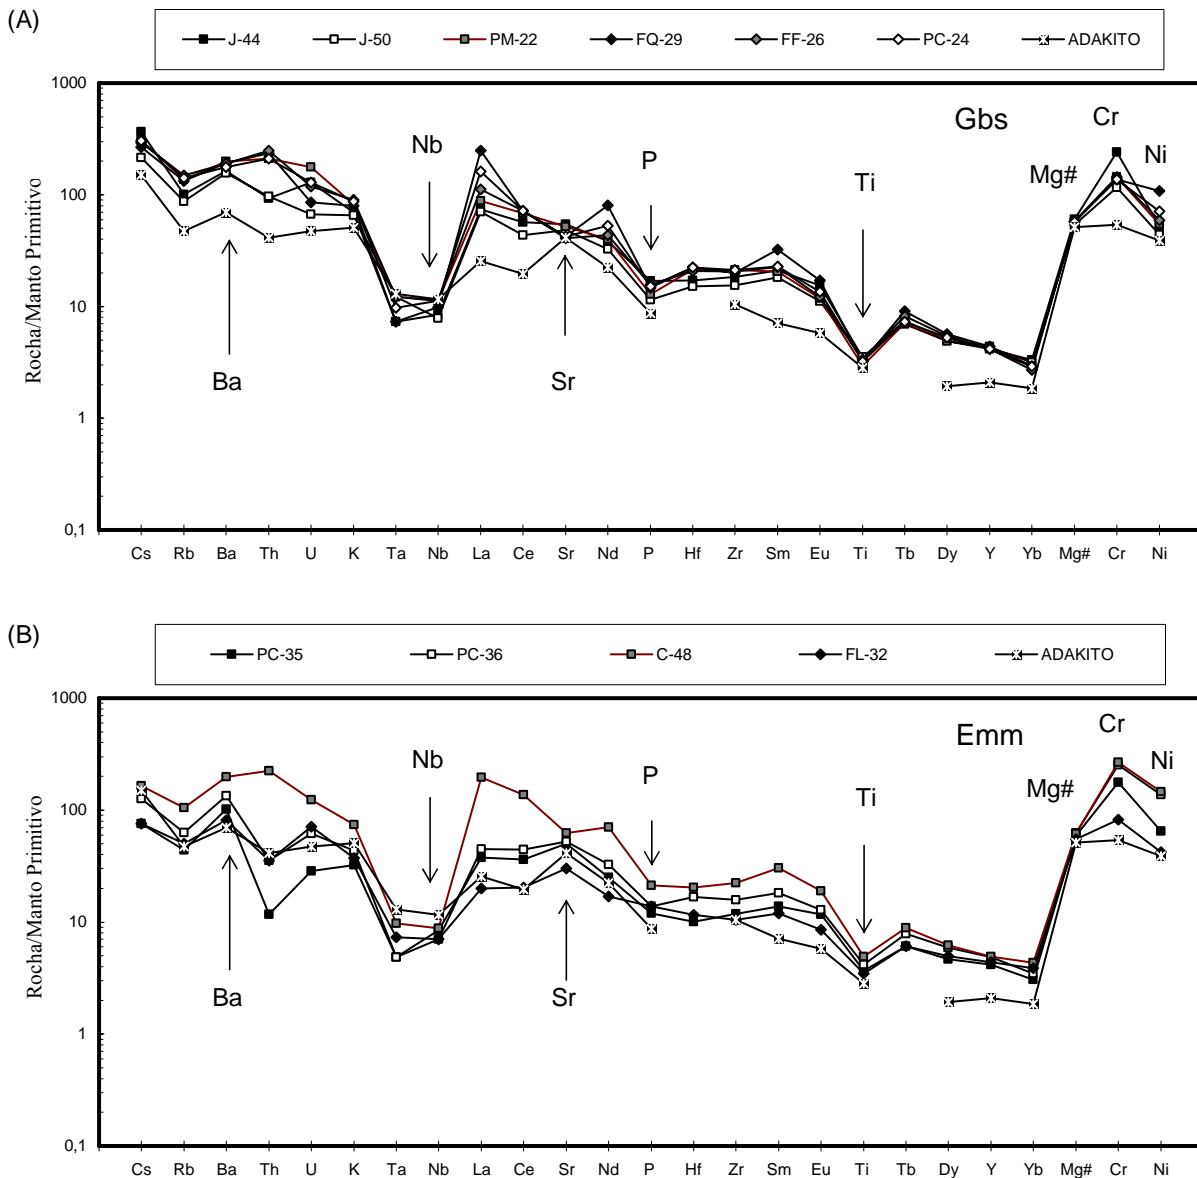 (A)
J-44 J-50 PM-22 FQ-29 FF-26 PC-24 ADAKITO
1000
100
10
1
0,1
Rocha/Manto Primitivo
Gbs
Cr
Nb
P
Ni
Mg#
Ti
Ba
Sr
Cs Rb Ba Th U K Ta Nb La Ce Sr Nd P Hf Zr Sm Eu Ti Tb Dy Y Yb Mg# Cr Ni
(B)
PC-35 PC-36 C-48 FL-32 ADAKITO
1000
100
10
1
0,1
Rocha/Manto Primitivo
Emm
Cr
Nb
P
Ni
Mg#
Ti
Ba
Sr
Cs Rb Ba Th U K Ta Nb La Ce Sr Nd P Hf Zr Sm Eu Ti Tb Dy Y Yb Mg# Cr Ni